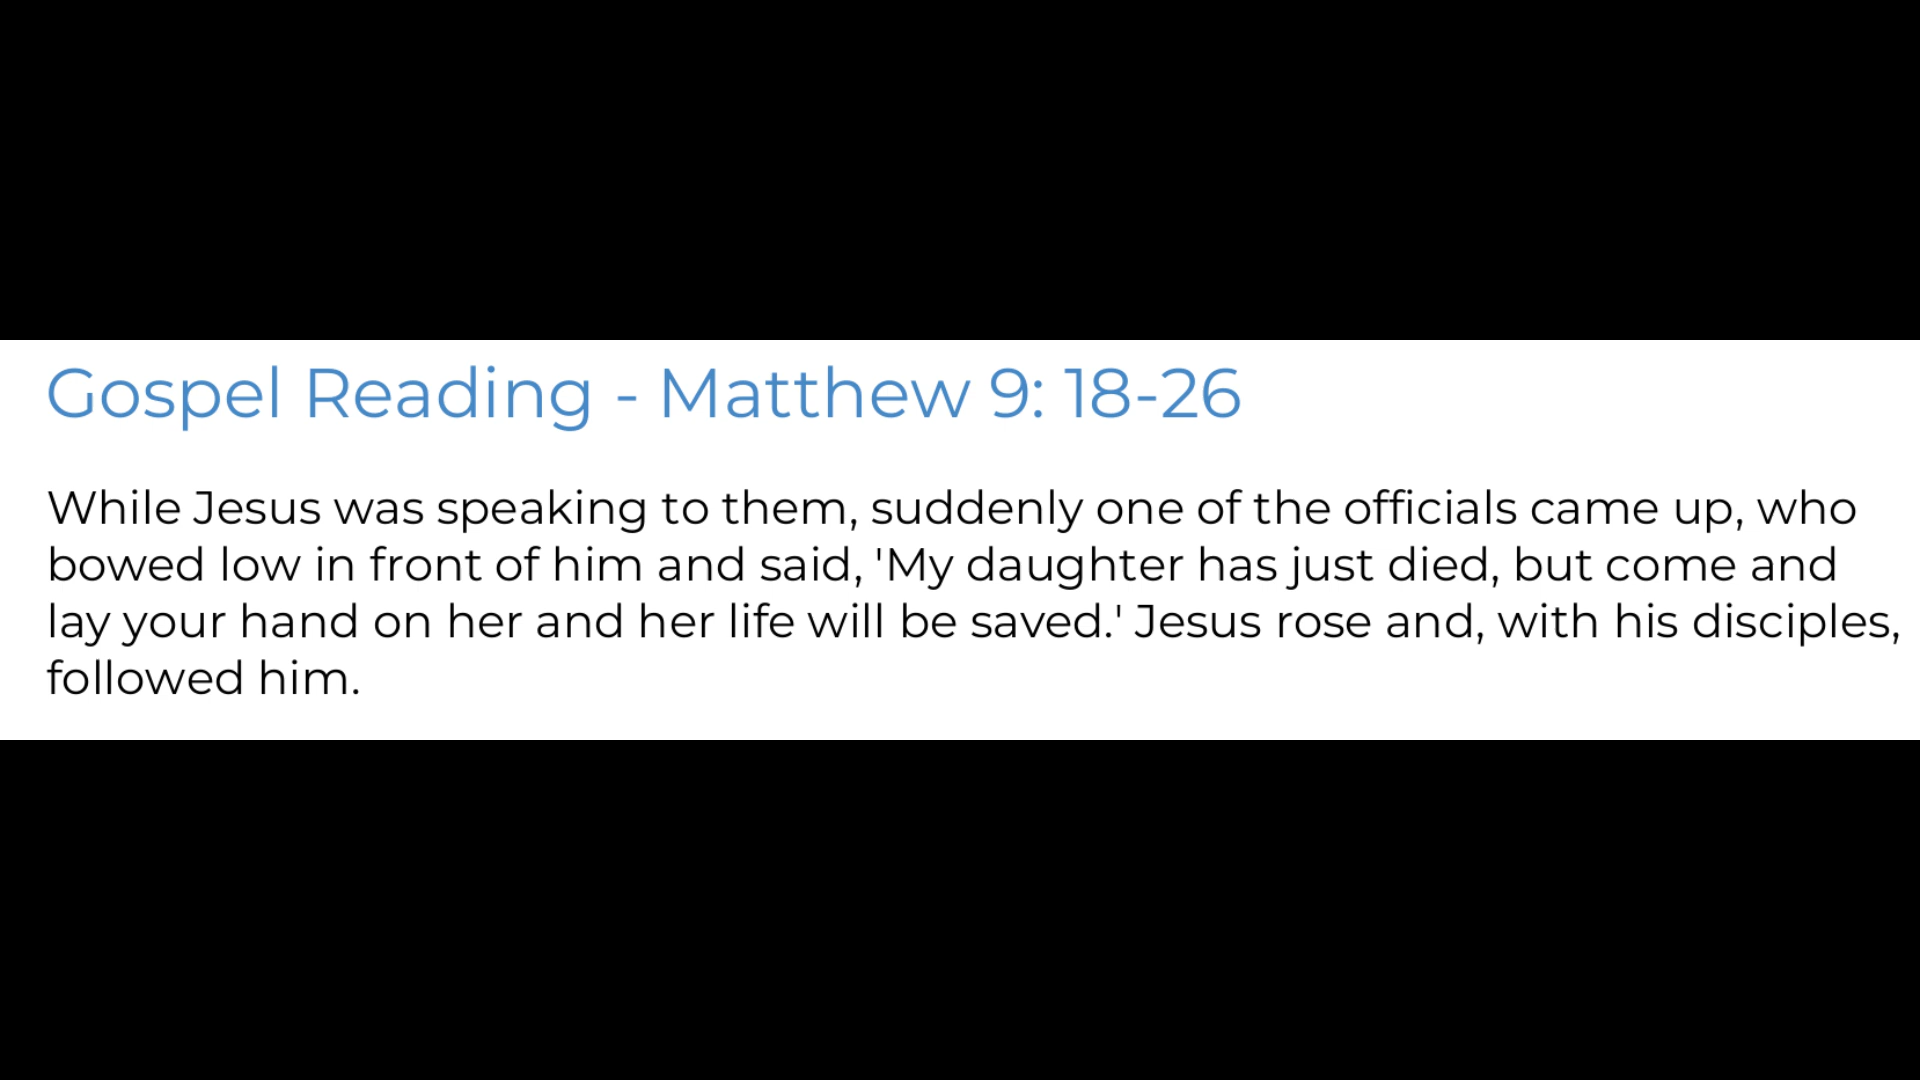 Gospel Reading - Matthew 9: 18-26
While Jesus was speaking to them, suddenly one of the officials came up, who
bowed low in front of him and said, 'My daughter has just died, but come and
lay your hand on her and her life will be saved.' Jesus rose and, with his disciples,
followed him.